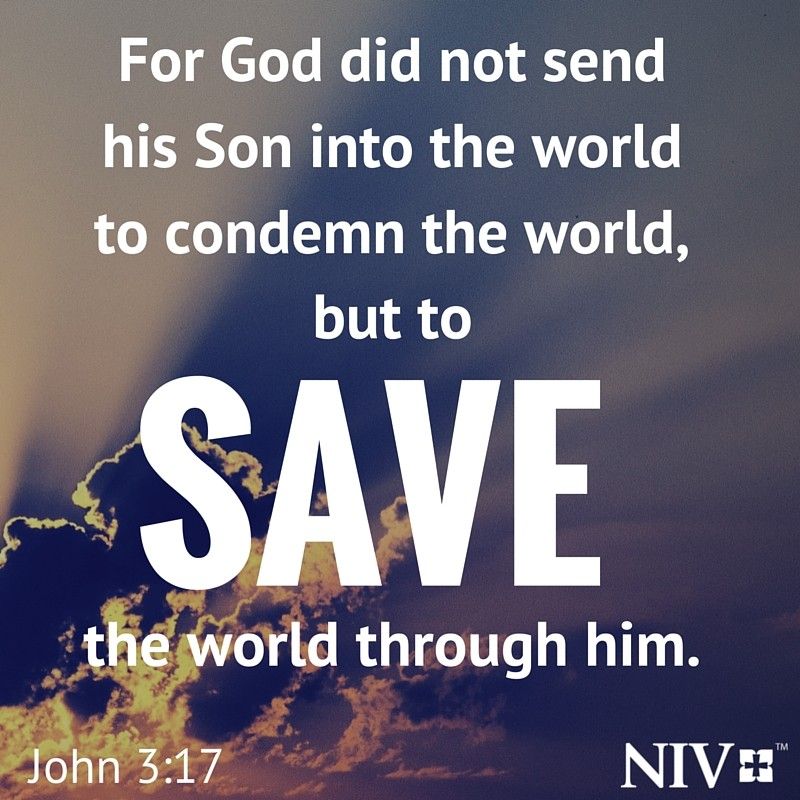 For God did not send
his Son into the world
to condemn the world,
but to
SAVE
the world through him.
John 3:17
NIV™